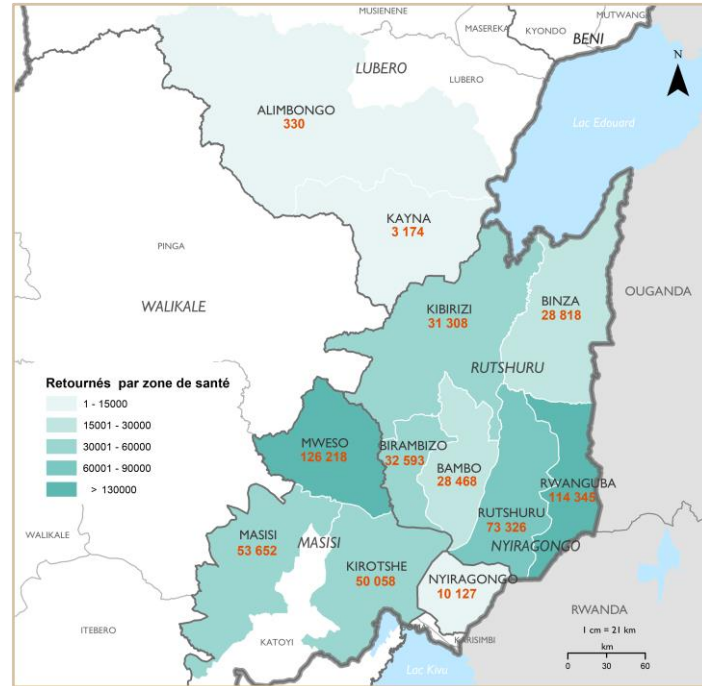 MUSIENENE
MASEREKA
KYONDO
MUTWANG
BENI
LUBERO
LUBERO
N
ALIMBONGO
330
Lac Edouard
KAYNA
3 174
PINGA
WALIKALE
KIBIRIZI
31 308
BINZA
28 818
OUGANDA
RUTSHURU
Retournés par zone de santé
1 - 15000
15001 - 30000
30001 - 60000
60001 - 90000
> 130000
MWESO
126 218
BIRAMBIZO
32 593
BAMBO
28 468
RWANGUBA
114 345
RUTSHURU
73 326
NYIRAGONGO
WALIKALE
MASISI
53 652
MASISI
KIROTSHE
50 058
NYIRAGONGO
10 127
ITEBERO
KATOYI
KARISIMBI
RWANDA
1 cm = 21 km
km
0 30 60
Lac Kivu